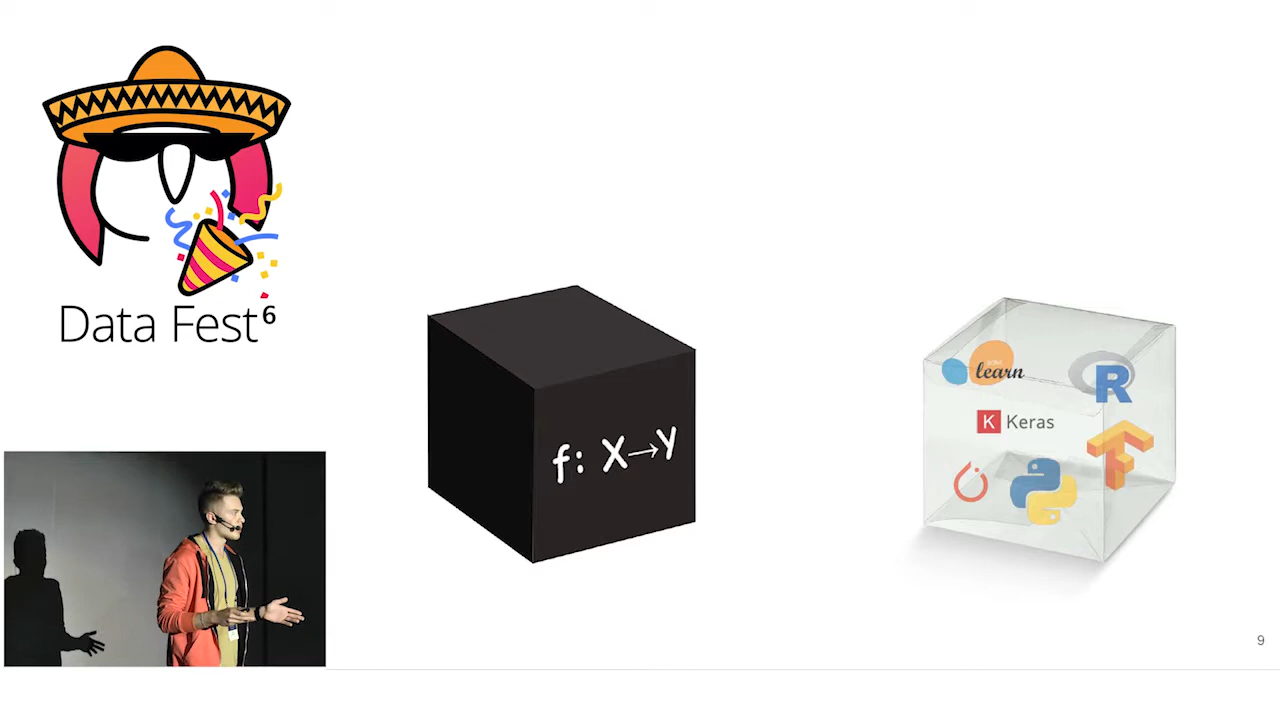 Data Fest⁶
f: X→Y
learn
R
K Keras
9